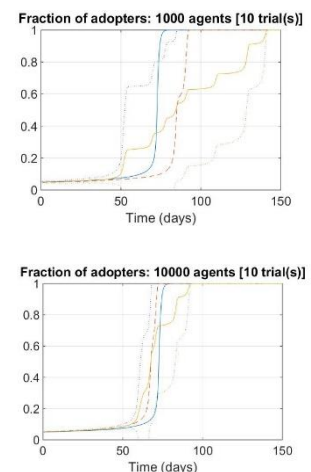 Fraction of adopters: 1000 agents [10 trial(s)]
1
0.8
0.6
0.4
0.2
0
0 50 100 150
Time (days)
Fraction of adopters: 10000 agents [10 trial(s)]
1
0.8
0.6
0.4
0.2
0
0 50 100 150
Time (days)